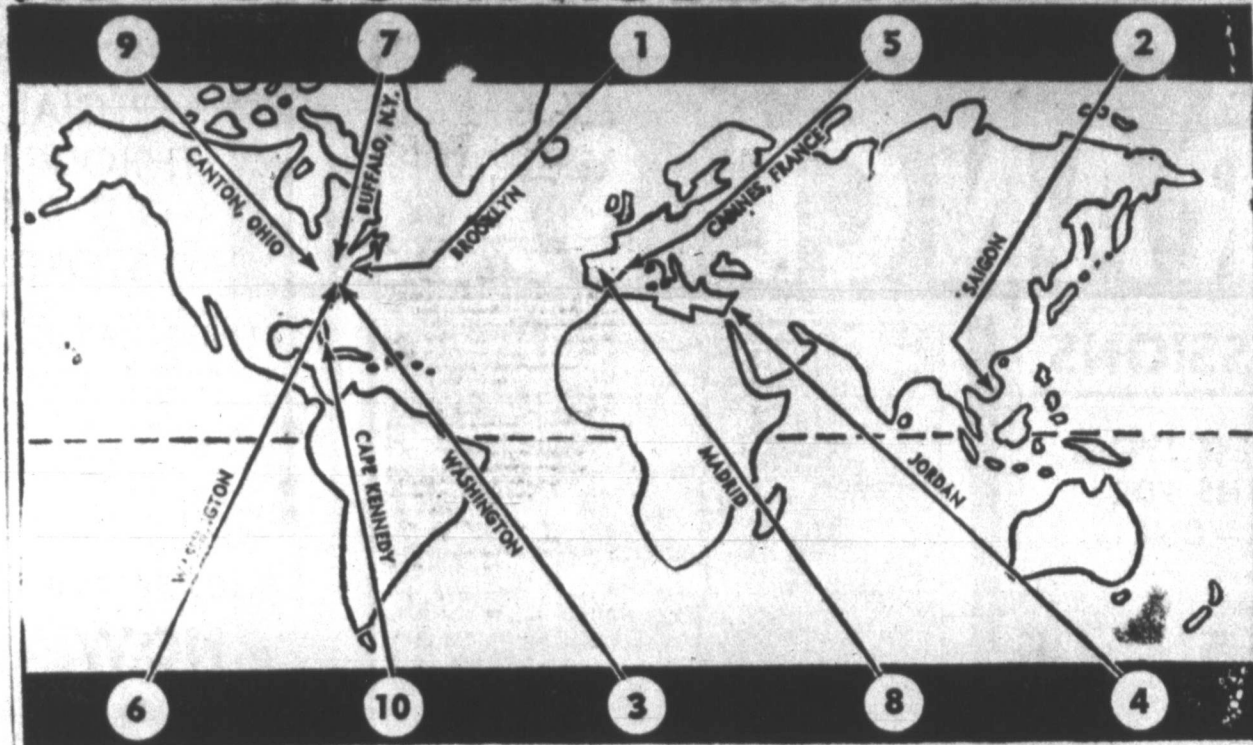 9
7
1
5
2
CANTON, OHIO
BUFFALO, N.Y.
BROOKLYN
CANNES, FRANCE
SAIGON
WASHINGTON
CAPE KENNEDY
WASHINGTON
MADRID
JORDAN
6
10
3
8
4